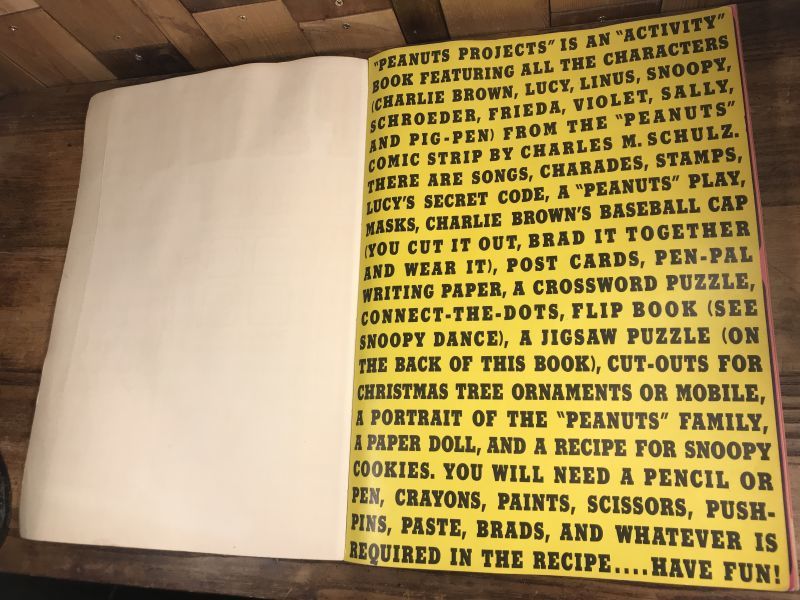 "PEANUTS PROJECTS" IS AN "ACTIVITY"
BOOK FEATURING ALL THE CHARACTERS
(CHARLIE BROWN, LUCY, LINUS, SNOOPY,
SCHROEDER, FRIEDA, VIOLET, SALLY,
AND PIG-PEN) FROM THE "PEANUTS"
COMIC STRIP BY CHARLES M. SCHULZ.
THERE ARE SONGS, CHARADES, STAMPS,
LUCY'S SECRET CODE, A "PEANUTS" PLAY,
MASKS, CHARLIE BROWN'S BASEBALL CAP
(YOU CUT IT OUT, BRAD IT TOGETHER
AND WEAR IT), POST CARDS, PEN-PAL
WRITING PAPER, A CROSSWORD PUZZLE,
CONNECT-THE-DOTS, FLIP BOOK (SEE
SNOOPY DANCE), A JIGSAW PUZZLE (ON
THE BACK OF THIS BOOK), CUT-OUTS FOR
CHRISTMAS TREE ORNAMENTS OR MOBILE,
A PORTRAIT OF THE "PEANUTS" FAMILY,
A PAPER DOLL, AND A RECIPE FOR SNOOPY
COOKIES. YOU WILL NEED A PENCIL OR
PEN, CRAYONS, PAINTS, SCISSORS, PUSH-
PINS, PASTE, BRADS, AND WHATEVER IS
REQUIRED IN THE RECIPE....HAVE FUN!